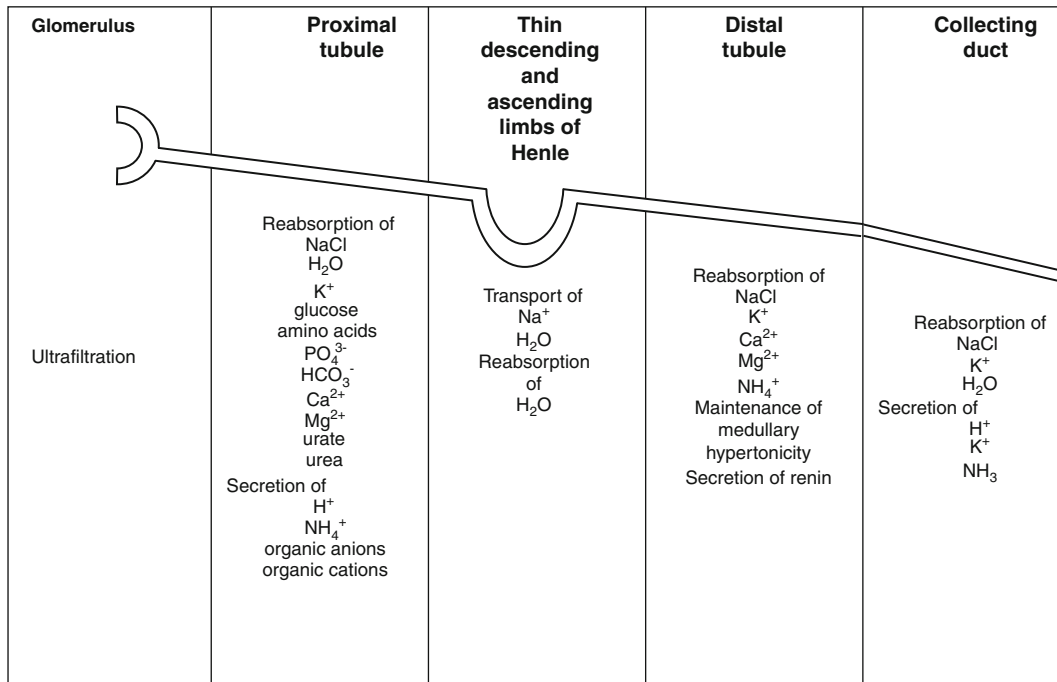 Glomerulus
Ultrafiltration
Proximal
tubule
Reabsorption of
NaCl
H₂O
K⁺
glucose
amino acids
PO₄³⁻
HCO₃⁻
Ca²⁺
Mg²⁺
urate
urea
Secretion of
H⁺
NH₄⁺
organic anions
organic cations
Thin
descending
and
ascending
limbs of
Henle
Transport of
Na⁺
H₂O
Reabsorption
of
H₂O
Distal
tubule
Reabsorption of
NaCl
K⁺
Ca²⁺
Mg²⁺
NH₄⁺
Maintenance of
medullary
hypertonicity
Secretion of renin
Collecting
duct
Reabsorption of
NaCl
K⁺
H₂O
Secretion of
H⁺
K⁺
NH₃